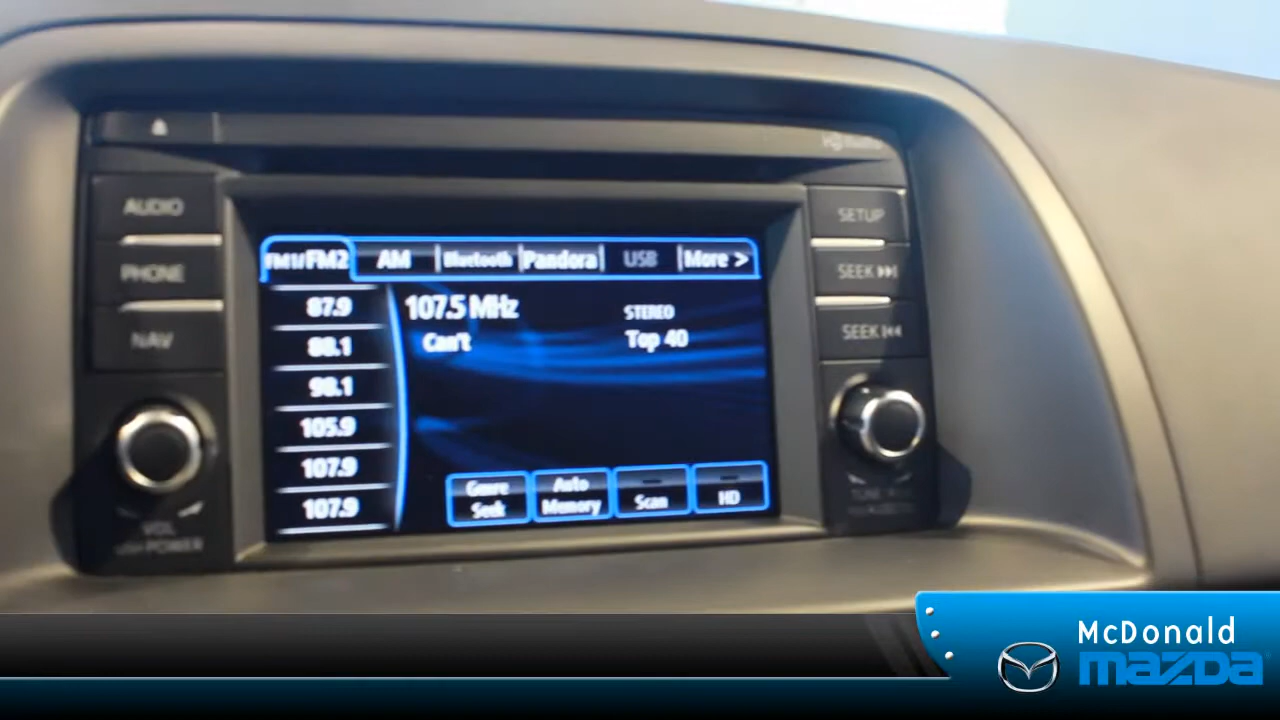 AUDIO
PHONE
NAV
VOL
SETUP
SEEK
SEEK
FM1/FM2 AM Bluetooth Pandora USB More >
87.9
88.1
98.1
105.9
107.9
107.9
107.5 MHz
STEREO
Can't
Top 40
Genre
Seek
Auto
Memory
Scan
HD
McDonald
mazda